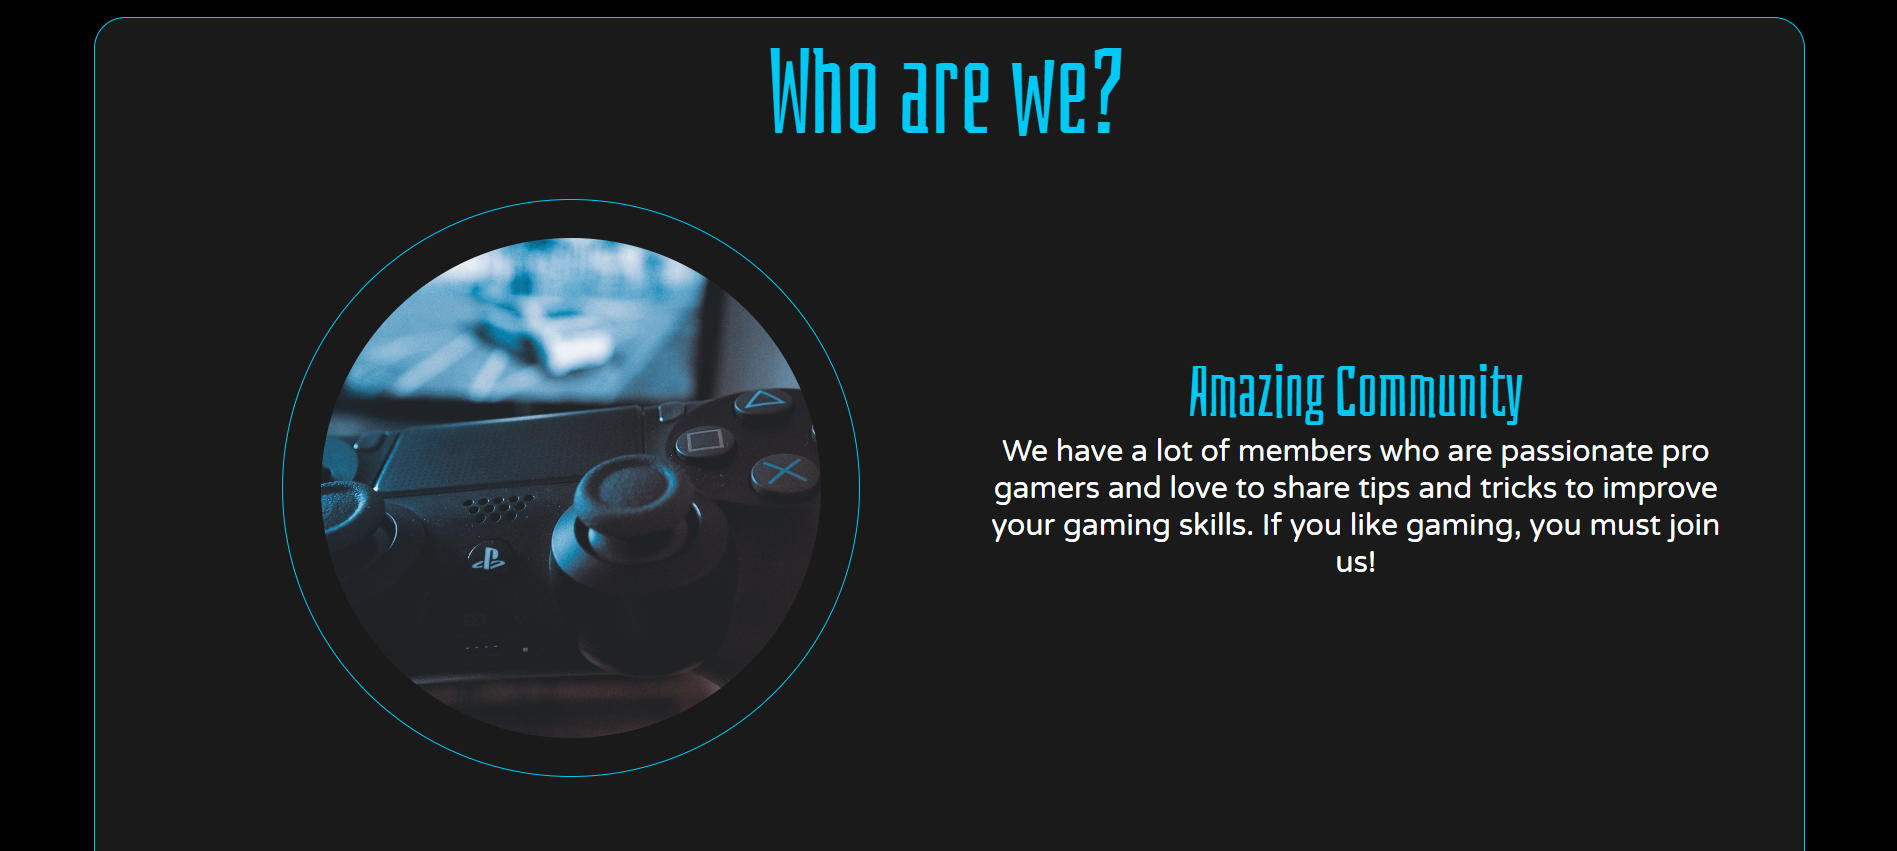 Who are we?
Amazing Community
We have a lot of members who are passionate pro
gamers and love to share tips and tricks to improve
your gaming skills. If you like gaming, you must join
us!